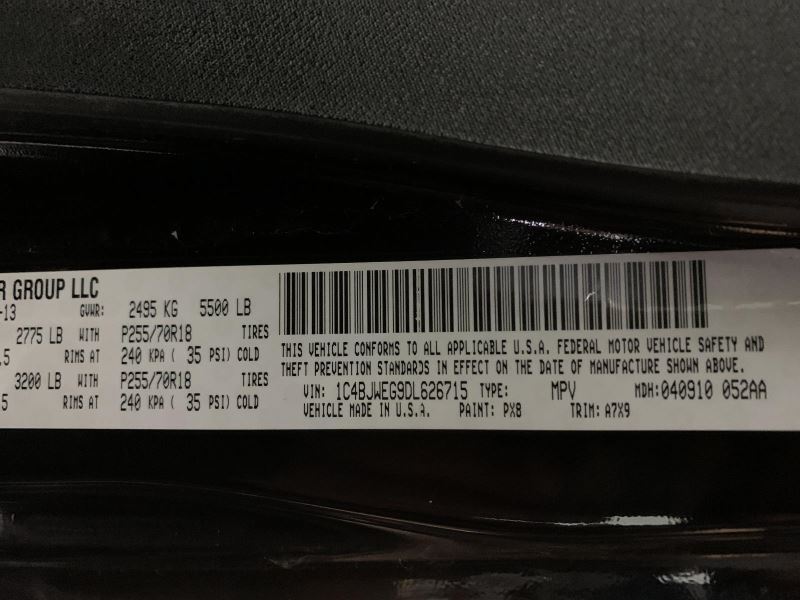 R GROUP LLC
-13 GVWR: 2495 KG 5500 LB
2775 LB WITH P255/70R18 TIRES
.5 RIMS AT 240 KPA ( 35 PSI) COLD
3200 LB WITH P255/70R18 TIRES
5 RIMS AT 240 KPA ( 35 PSI) COLD
THIS VEHICLE CONFORMS TO ALL APPLICABLE U.S.A. FEDERAL MOTOR VEHICLE SAFETY AND
THEFT PREVENTION STANDARDS IN EFFECT ON THE DATE OF MANUFACTURE SHOWN ABOVE.
VIN: 1C4BJWEG9DL626715 TYPE: MPV MDH: 040910 052AA
VEHICLE MADE IN U.S.A. PAINT: PX8 TRIM: A7X9